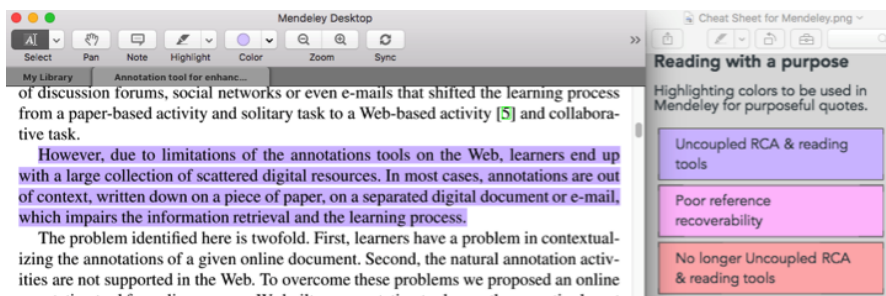 Mendeley Desktop
Select Pan Note Highlight Color Zoom Sync
My Library Annotation tool for enhanc...
of discussion forums, social networks or even e-mails that shifted the learning process
from a paper-based activity and solitary task to a Web-based activity [5] and collabora-
tive task.
However, due to limitations of the annotations tools on the Web, learners end up
with a large collection of scattered digital resources. In most cases, annotations are out
of context, written down on a piece of paper, on a separated digital document or e-mail,
which impairs the information retrieval and the learning process.
The problem identified here is twofold. First, learners have a problem in contextual-
izing the annotations of a given online document. Second, the natural annotation activ-
ities are not supported in the Web. To overcome these problems we proposed an online
Cheat Sheet for Mendeley.png
Reading with a purpose
Highlighting colors to be used in
Mendeley for purposeful quotes.
Uncoupled RCA & reading
tools
Poor reference
recoverability
No longer Uncoupled RCA
& reading tools